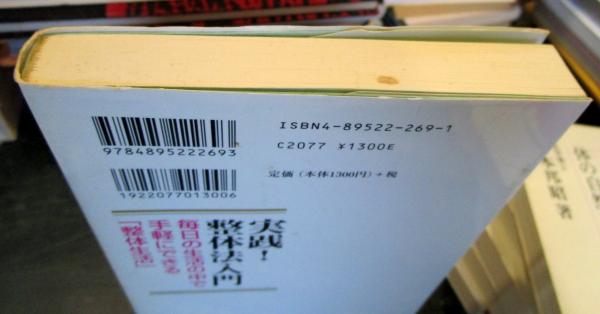 ISBN4-89522-269-1
C2077 ¥1300E
9784895222693
定価(本体1300円)+税
1922077013006
実践!
整体法入門
毎日の生活の中で
手軽にできる
「整体生活」